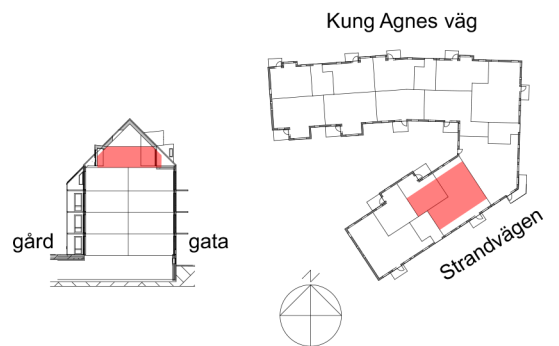 Kung Agnes väg
gård
gata
Strandvägen
N